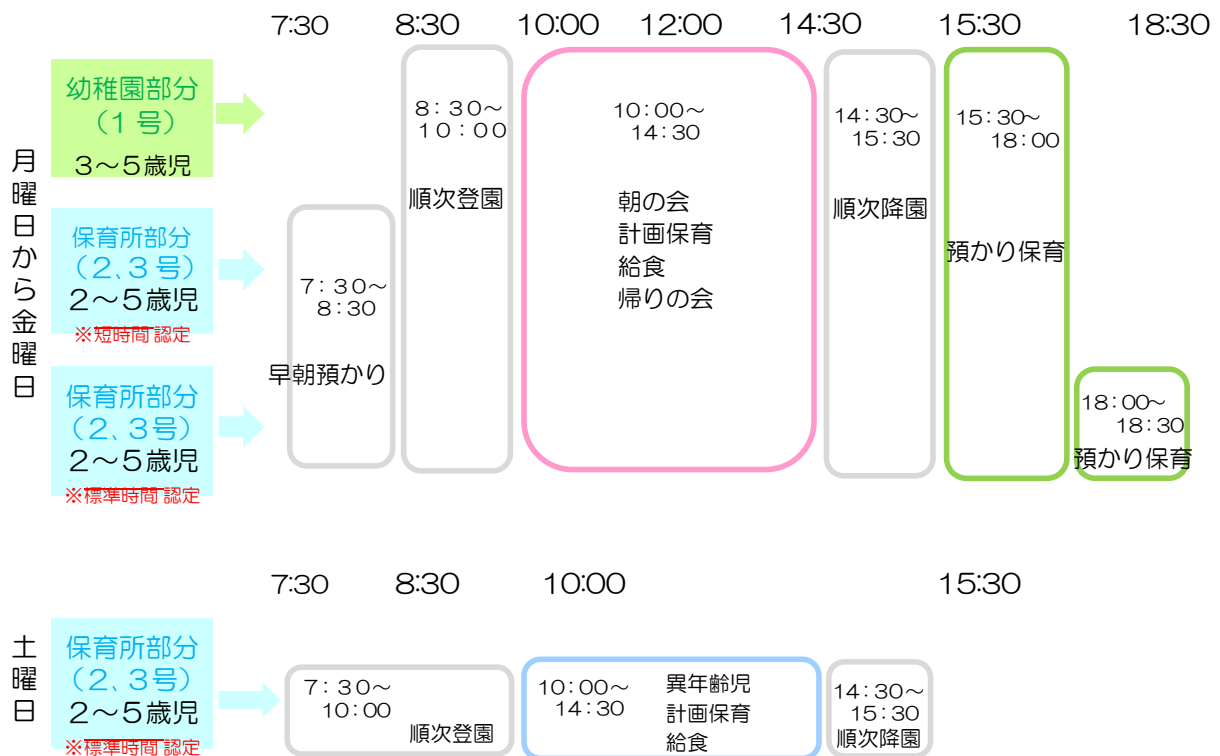 7:30 8:30 10:00 12:00 14:30 15:30 18:30
月曜日から金曜日
幼稚園部分
（1 号）
3～5歳児
保育所部分
（2、3 号）
2～5歳児
※短時間 認定
保育所部分
（2、3号）
2～5歳児
※標準時間 認定
7：30～
8：30
早朝預かり
8：30～
10：00
順次登園
10：00～
14：30
朝の会
計画保育
給食
帰りの会
14：30～
15：30
順次降園
15：30～
18：00
預かり保育
18：00～
18：30
預かり保育
7:30 8:30 10:00 15:30
土曜日
保育所部分
（2、3号）
2～5歳児
※標準時間 認定
7：30～
10：00
順次登園
10：00～
14：30
異年齢児
計画保育
給食
14：30～
15：30
順次降園